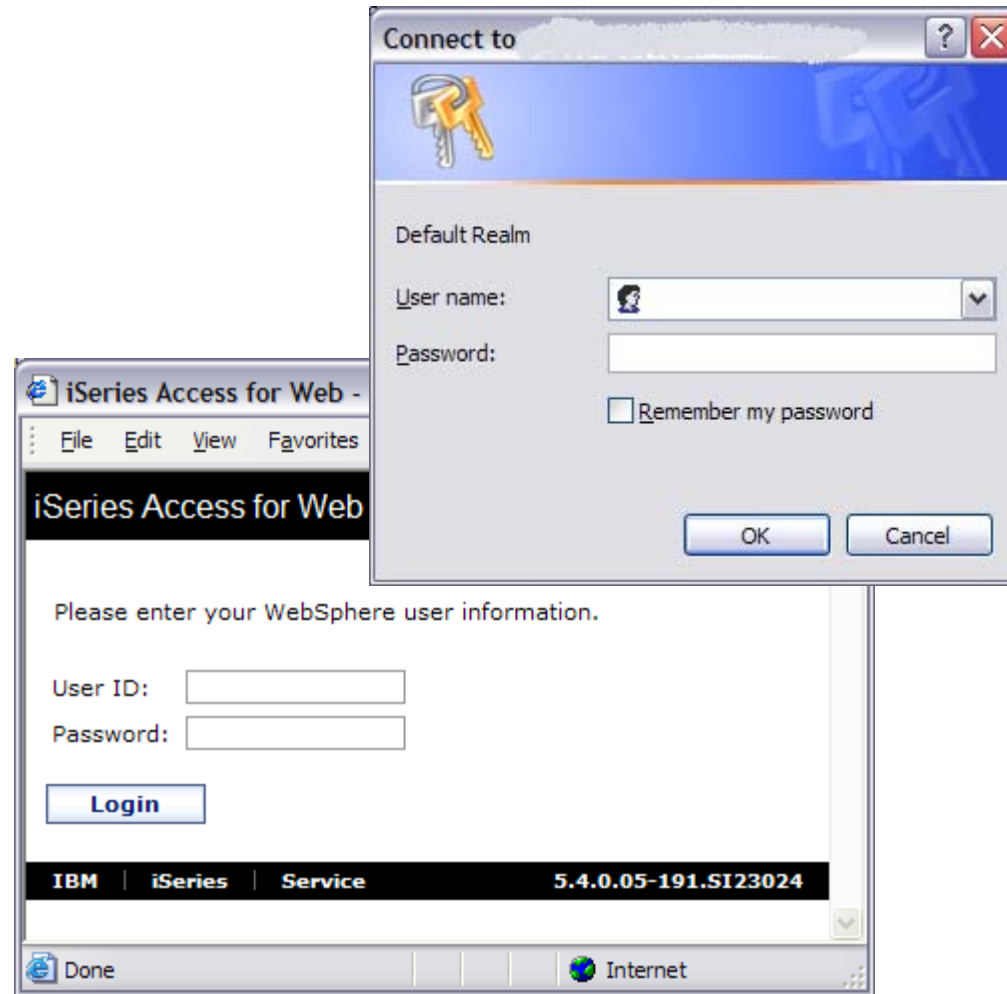 Connect to
?
Default Realm
User name:
Password:
Remember my password
OK Cancel
iSeries Access for Web -
File Edit View Favorites
iSeries Access for Web
Please enter your WebSphere user information.
User ID:
Password:
Login
IBM | iSeries | Service 5.4.0.05-191.SI23024
Done Internet